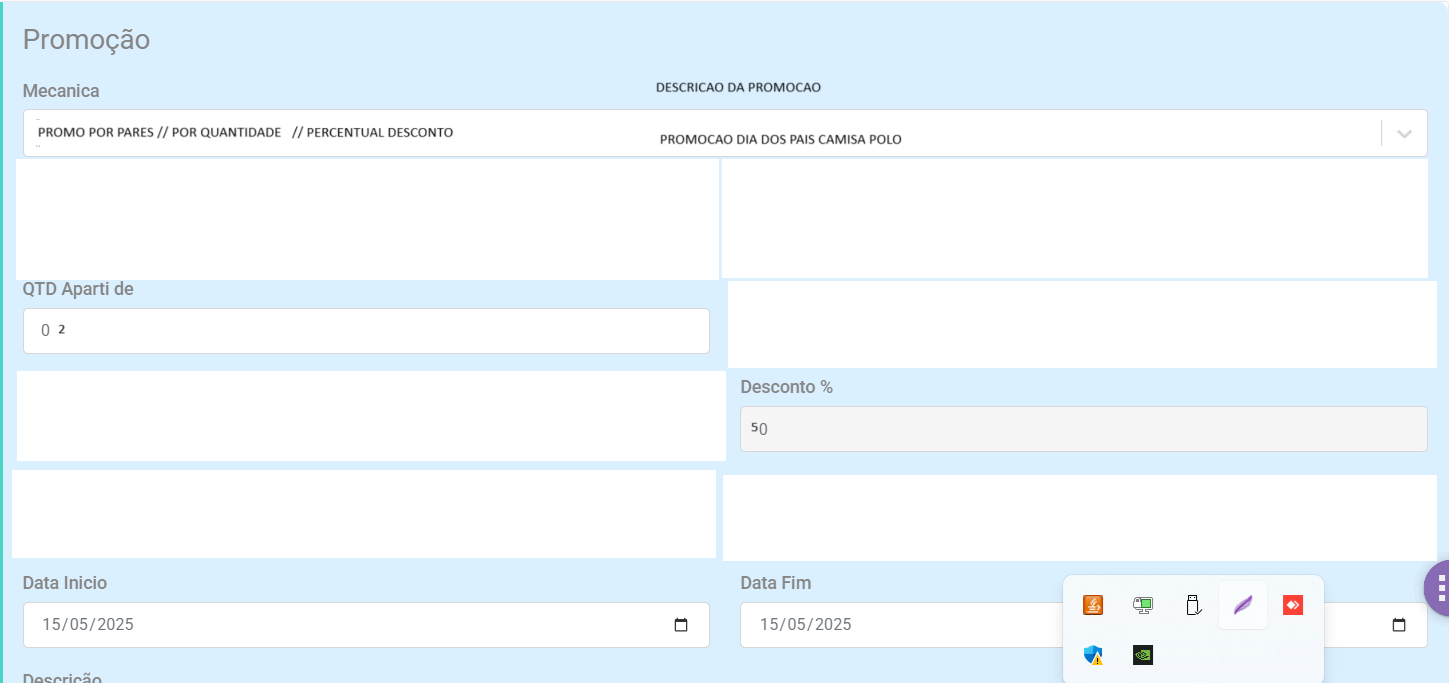 Promoção
Mecanica
DESCRICAO DA PROMOCAO
PROMO POR PARES // POR QUANTIDADE // PERCENTUAL DESCONTO
PROMOCAO DIA DOS PAIS CAMISA POLO
QTD Aparti de
0 2
Desconto %
50
Data Inicio
Data Fim
15/05/2025
15/05/2025
Descrição